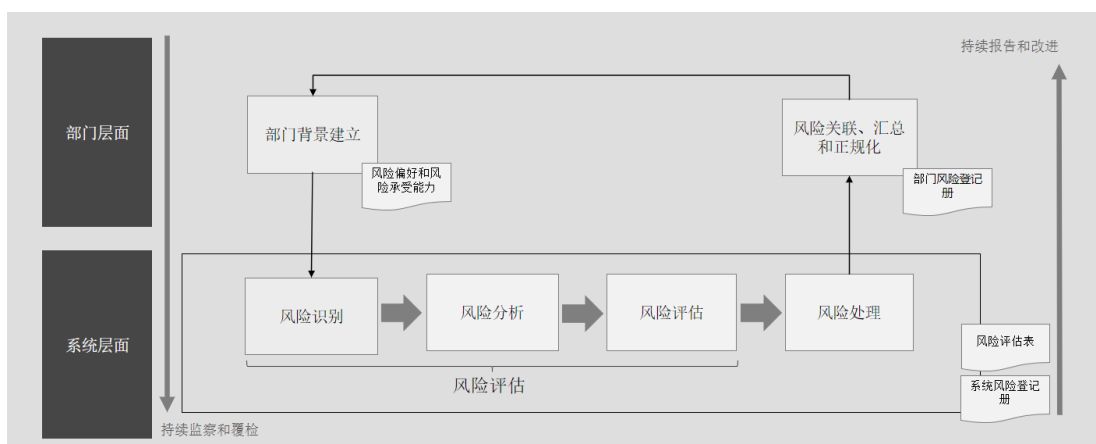 持续报告和改进
部门层面
部门背景建立
风险偏好和风
险承受能力
风险关联、汇总
和正规化
部门风险登记
册
系统层面
风险识别
风险分析
风险评估
风险处理
风险评估
风险评估表
系统风险登记
册
持续监察和覆检